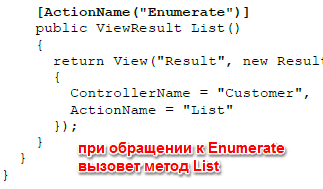 [ActionName("Enumerate")]
public ViewResult List()
{
return View("Result", new Result
{
ControllerName = "Customer",
ActionName = "List"
});
}
}
}
при обращении к Enumerate
вызовет метод List